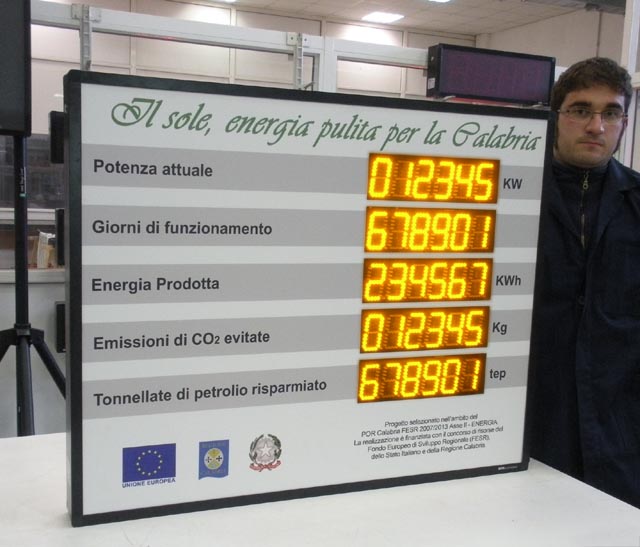 Il sole, energia pulita per la Calabria
Potenza attuale 012345 KW
Giorni di funzionamento 678901
Energia Prodotta 234567 KWh
Emissioni di CO2 evitate 012345 Kg
Tonnellate di petrolio risparmiato 678901 tep
Progetto selezionato nell'ambito del
POR Calabria FESR 2007/2013 Asse II - ENERGIA.
La realizzazione è finanziata con il concorso di risorse del
Fondo Europeo di Sviluppo Regionale (FESR),
dello Stato Italiano e della Regione Calabria.
UNIONE EUROPEA